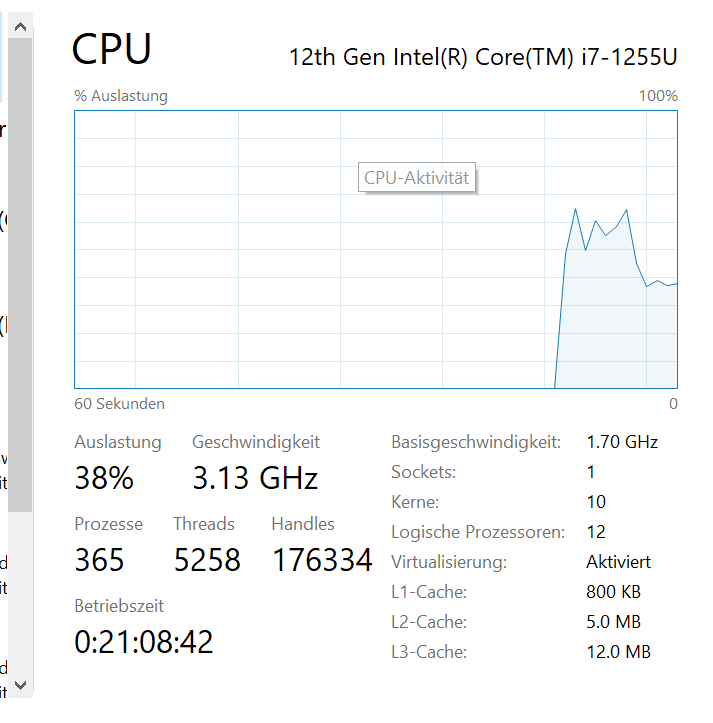 CPU
12th Gen Intel(R) Core(TM) i7-1255U
% Auslastung
100%
CPU-Aktivität
60 Sekunden
0
Auslastung
Geschwindigkeit
38%
3.13 GHz
Prozesse
Threads
Handles
365
5258
176334
Betriebszeit
0:21:08:42
Basisgeschwindigkeit: 1.70 GHz
Sockets: 1
Kerne: 10
Logische Prozessoren: 12
Virtualisierung: Aktiviert
L1-Cache: 800 KB
L2-Cache: 5.0 MB
L3-Cache: 12.0 MB